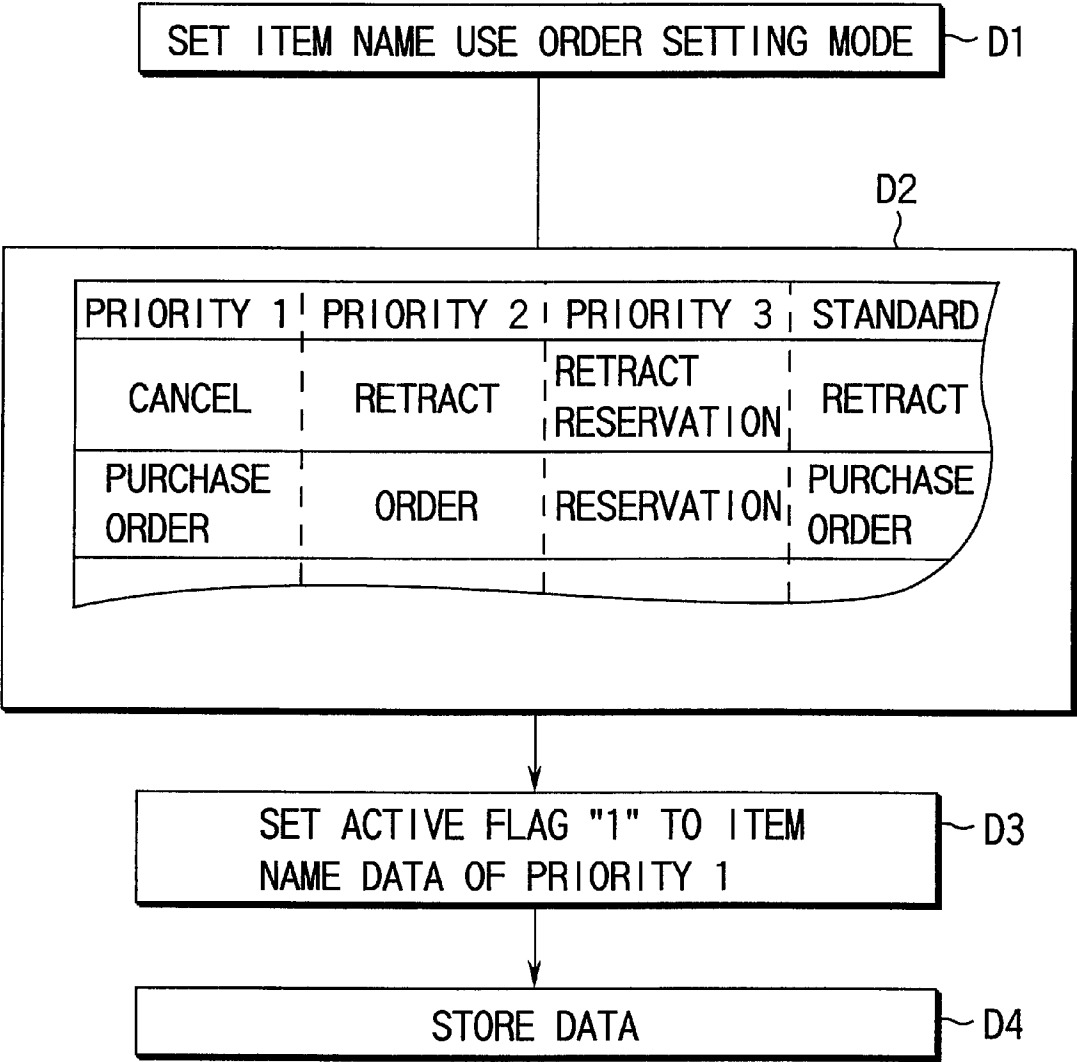 SET ITEM NAME USE ORDER SETTING MODE D1
D2
PRIORITY 1 PRIORITY 2 PRIORITY 3 STANDARD
CANCEL RETRACT RETRACT RESERVATION RETRACT
PURCHASE ORDER ORDER RESERVATION PURCHASE ORDER
SET ACTIVE FLAG "1" TO ITEM D3
NAME DATA OF PRIORITY 1
STORE DATA D4